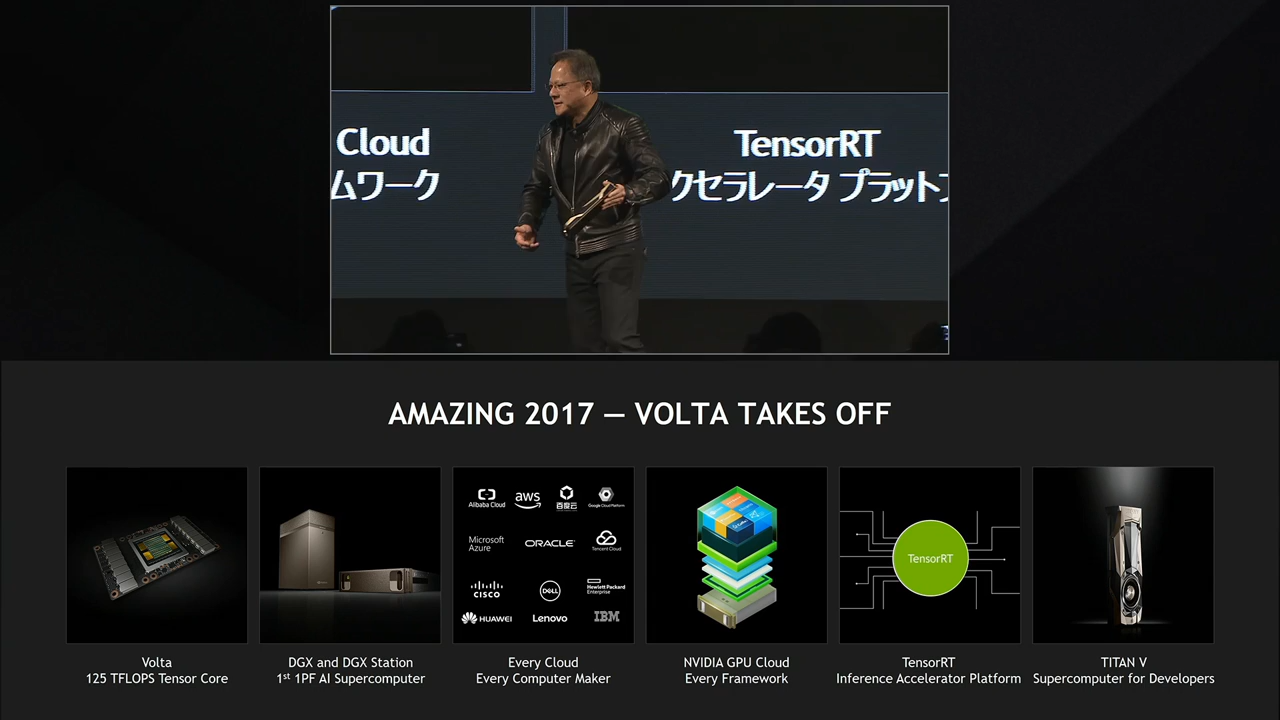 Cloud
ムワーク
TensorRT
クセラレータ プラット
AMAZING 2017 — VOLTA TAKES OFF
Alibaba Cloud
aws
百度云
Google Cloud Platform
Microsoft
Azure
ORACLE
Tencent Cloud
CISCO
DELL
Hewlett Packard
Enterprise
HUAWEI
Lenovo
IBM
TensorRT
Volta
125 TFLOPS Tensor Core
DGX and DGX Station
1st 1PF AI Supercomputer
Every Cloud
Every Computer Maker
NVIDIA GPU Cloud
Every Framework
TensorRT
Inference Accelerator Platform
TITAN V
Supercomputer for Developers